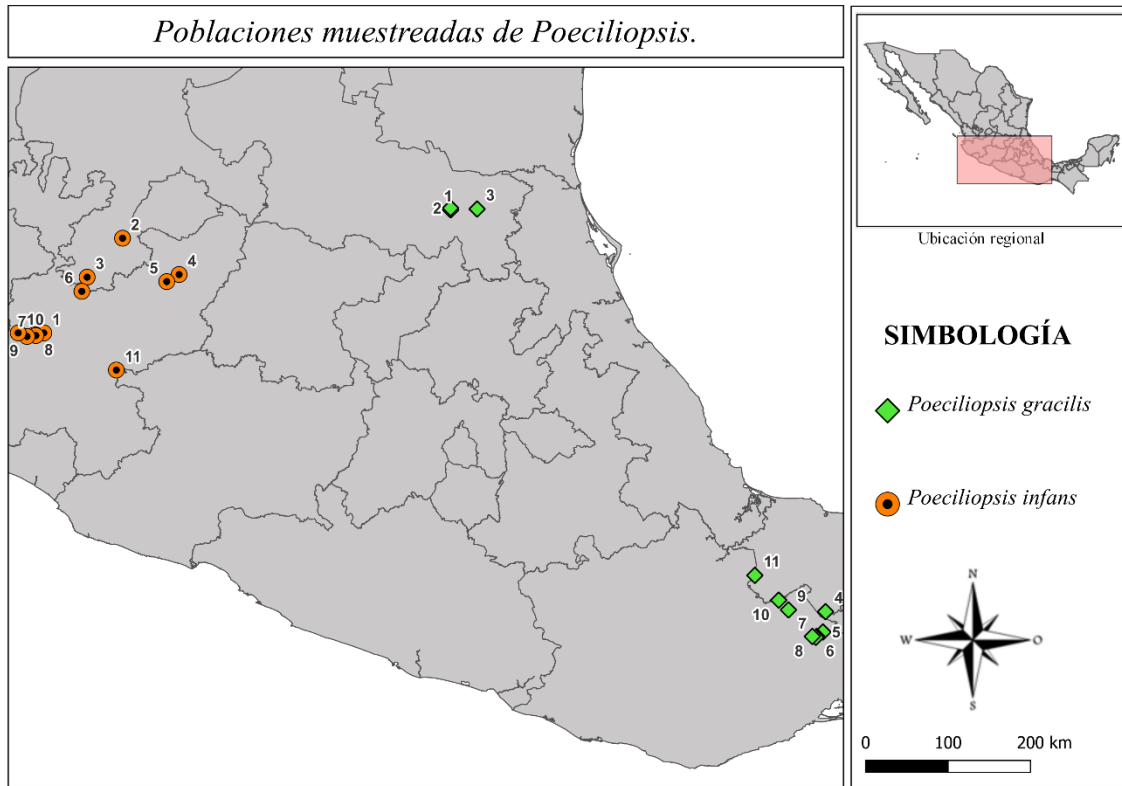 Poblaciones muestreadas de Poeciliopsis.
1
2
3
2
3
6
5
4
7
10
1
9
8
11
11
10
9
4
7
5
8
6
Ubicación regional
SIMBOLOGÍA
Poeciliopsis gracilis
Poeciliopsis infans
N
W
O
S
0 100 200 km